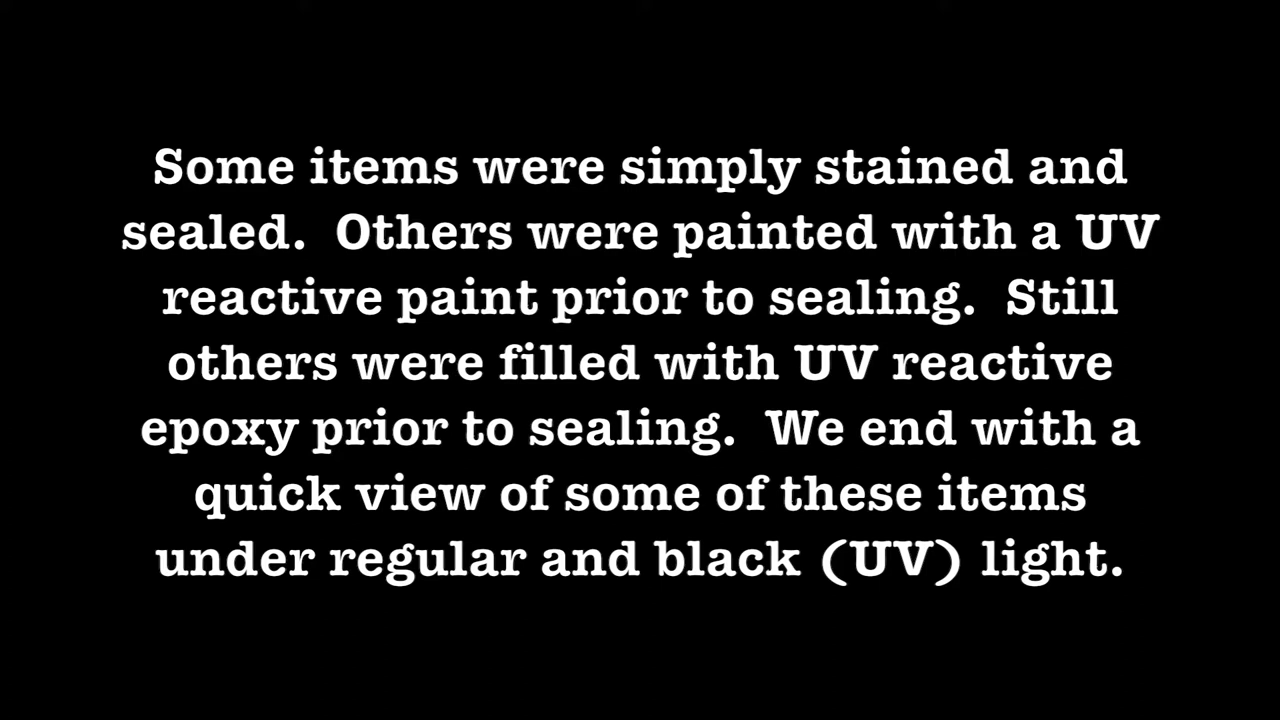 Some items were simply stained and
sealed.  Others were painted with a UV
reactive paint prior to sealing.  Still
others were filled with UV reactive
epoxy prior to sealing.  We end with a
quick view of some of these items
under regular and black (UV) light.